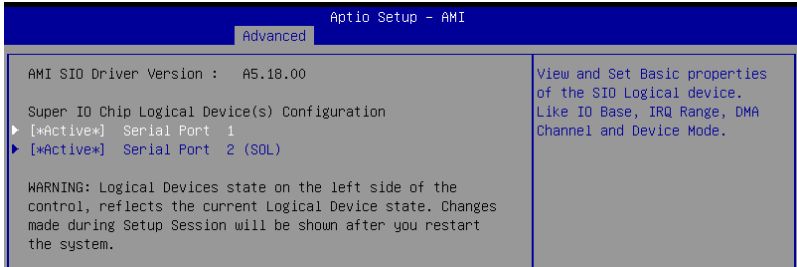 Aptio Setup – AMI
Advanced
AMI SIO Driver Version : A5.18.00
Super IO Chip Logical Device(s) Configuration
[*Active*] Serial Port 1
[*Active*] Serial Port 2 (SOL)
WARNING: Logical Devices state on the left side of the
control, reflects the current Logical Device state. Changes
made during Setup Session will be shown after you restart
the system.
View and Set Basic properties
of the SIO Logical device.
Like IO Base, IRQ Range, DMA
Channel and Device Mode.